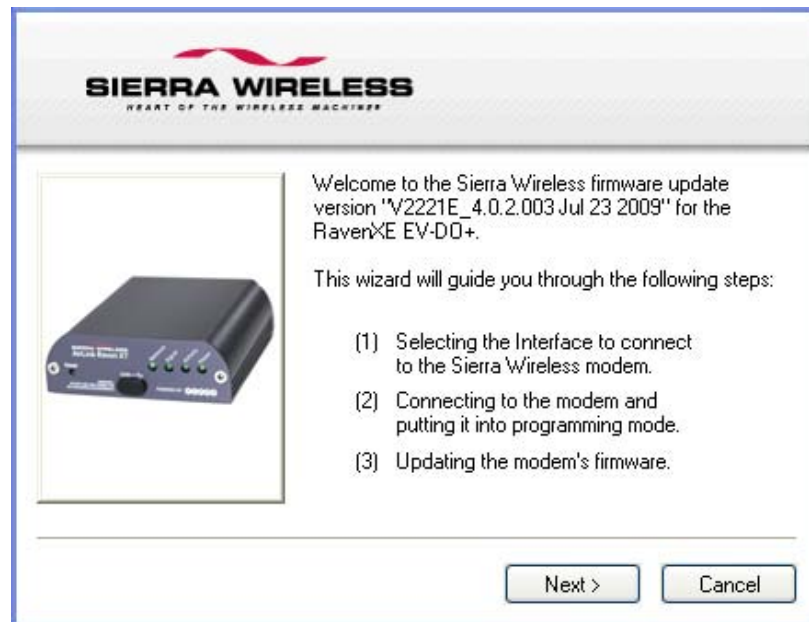 SIERRA WIRELESS
HEART OF THE WIRELESS MACHINE
Welcome to the Sierra Wireless firmware update
version "V2221E_4.0.2.003 Jul 23 2009" for the
RavenXE EV-DO+.
This wizard will guide you through the following steps:
(1) Selecting the Interface to connect
to the Sierra Wireless modem.
(2) Connecting to the modem and
putting it into programming mode.
(3) Updating the modem's firmware.
AirLink Raven XT
Next >
Cancel